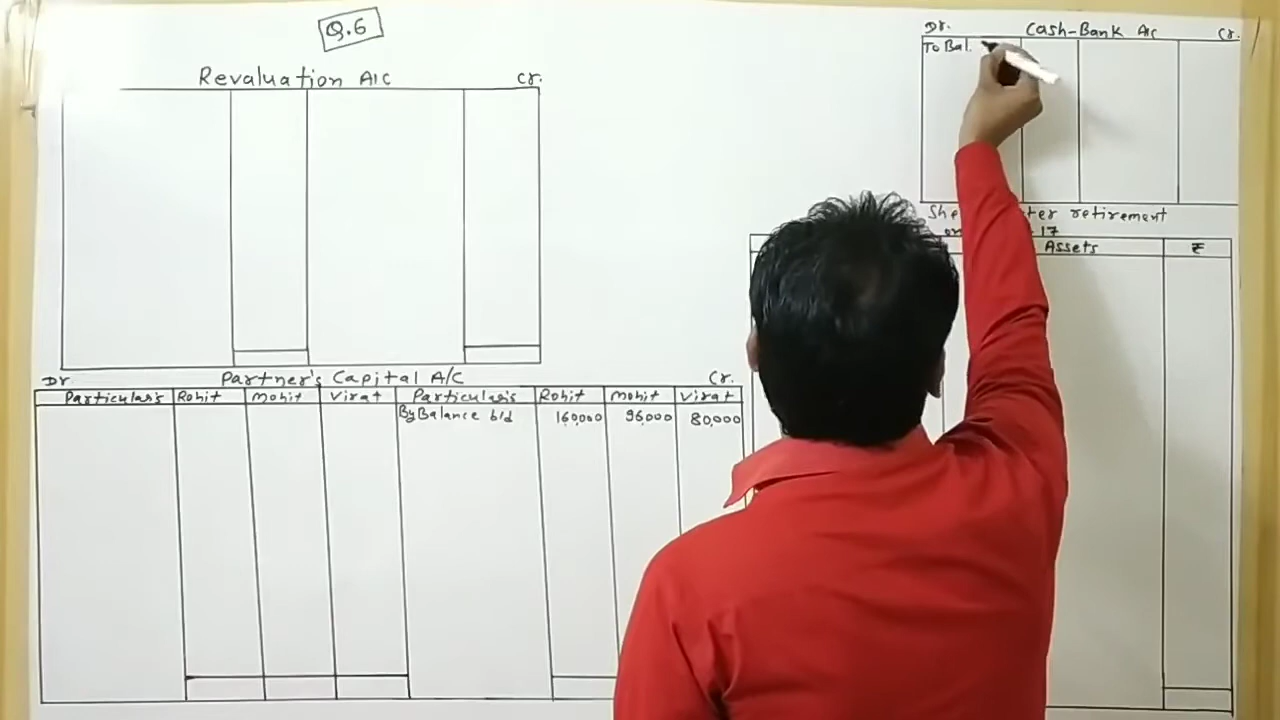 Q.6
Revaluation A/C Cr.
Dr. Cash-Bank A/C Cr.
To Bal.
retirement
17
Assets ₹
Dr Partner's Capital A/C Cr.
Particulars Rohit Mohit Virat Particulars Rohit Mohit Virat
By Balance b/d 160,000 96,000 80,000